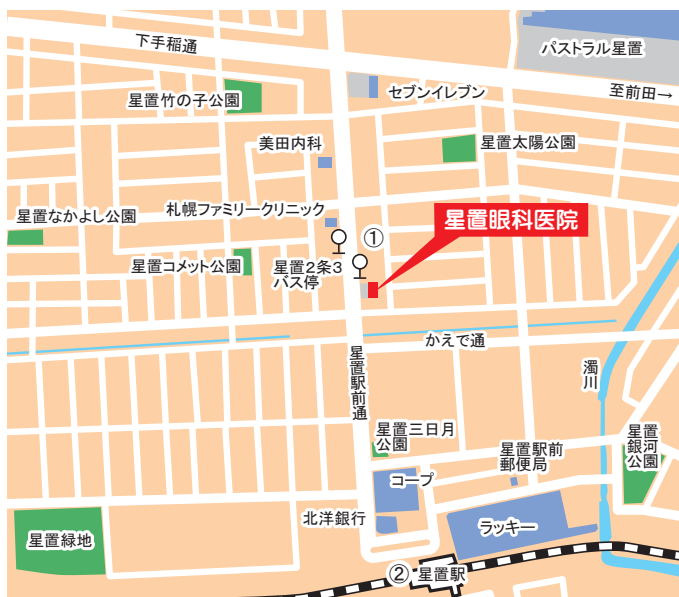 下手稲通
パストラル星置
至前田→
セブンイレブン
星置竹の子公園
美田内科
星置太陽公園
札幌ファミリークリニック
星置なかよし公園
星置眼科医院
①
星置コメット公園
星置2条3
バス停
かえで通
星置駅前通
濁川
星置三日月
公園
星置駅前
郵便局
星置
銀河
公園
コープ
北洋銀行
ラッキー
星置緑地
②
星置駅